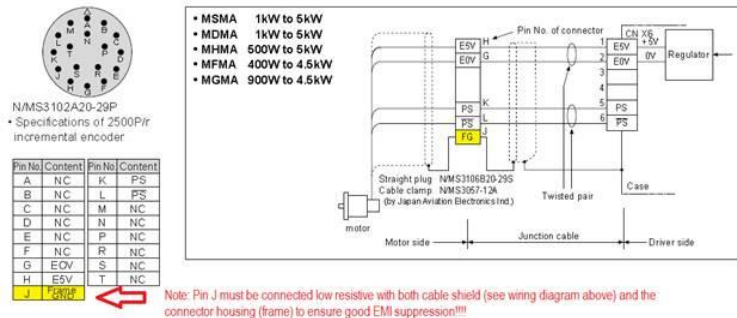 A
M
B
L
N
C
K
T
P
D
J
S
R
E
H
G
F
N/MS3102A20-29P
• Specifications of 2500P/r
incremental encoder
Pin No. Content Pin No. Content
A NC K PS
B NC L PS
C NC M NC
D NC N NC
E NC P NC
F NC R NC
G EOV S NC
H E5V T NC
J Frame GND
• MSMA 1kW to 5kW
• MDMA 1kW to 5kW
• MHMA 500W to 5kW
• MFMA 400W to 4.5kW
• MGMA 900W to 4.5kW
Pin No. of connector
CN X6
E5V H 1 E5V +5V
E0V G 2 E0V 0V
Regulator
3
4
PS K 5 PS
PS L 6 PS
FG J
Straight plug N/MS3106B20-29S
Cable clamp N/MS3057-12A
(by Japan Aviation Electronics Ind.)
Twisted pair
Case
motor
Motor side
Junction cable
Driver side
Note: Pin J must be connected low resistive with both cable shield (see wiring diagram above) and the
connector housing (frame) to ensure good EMI suppression!!!!